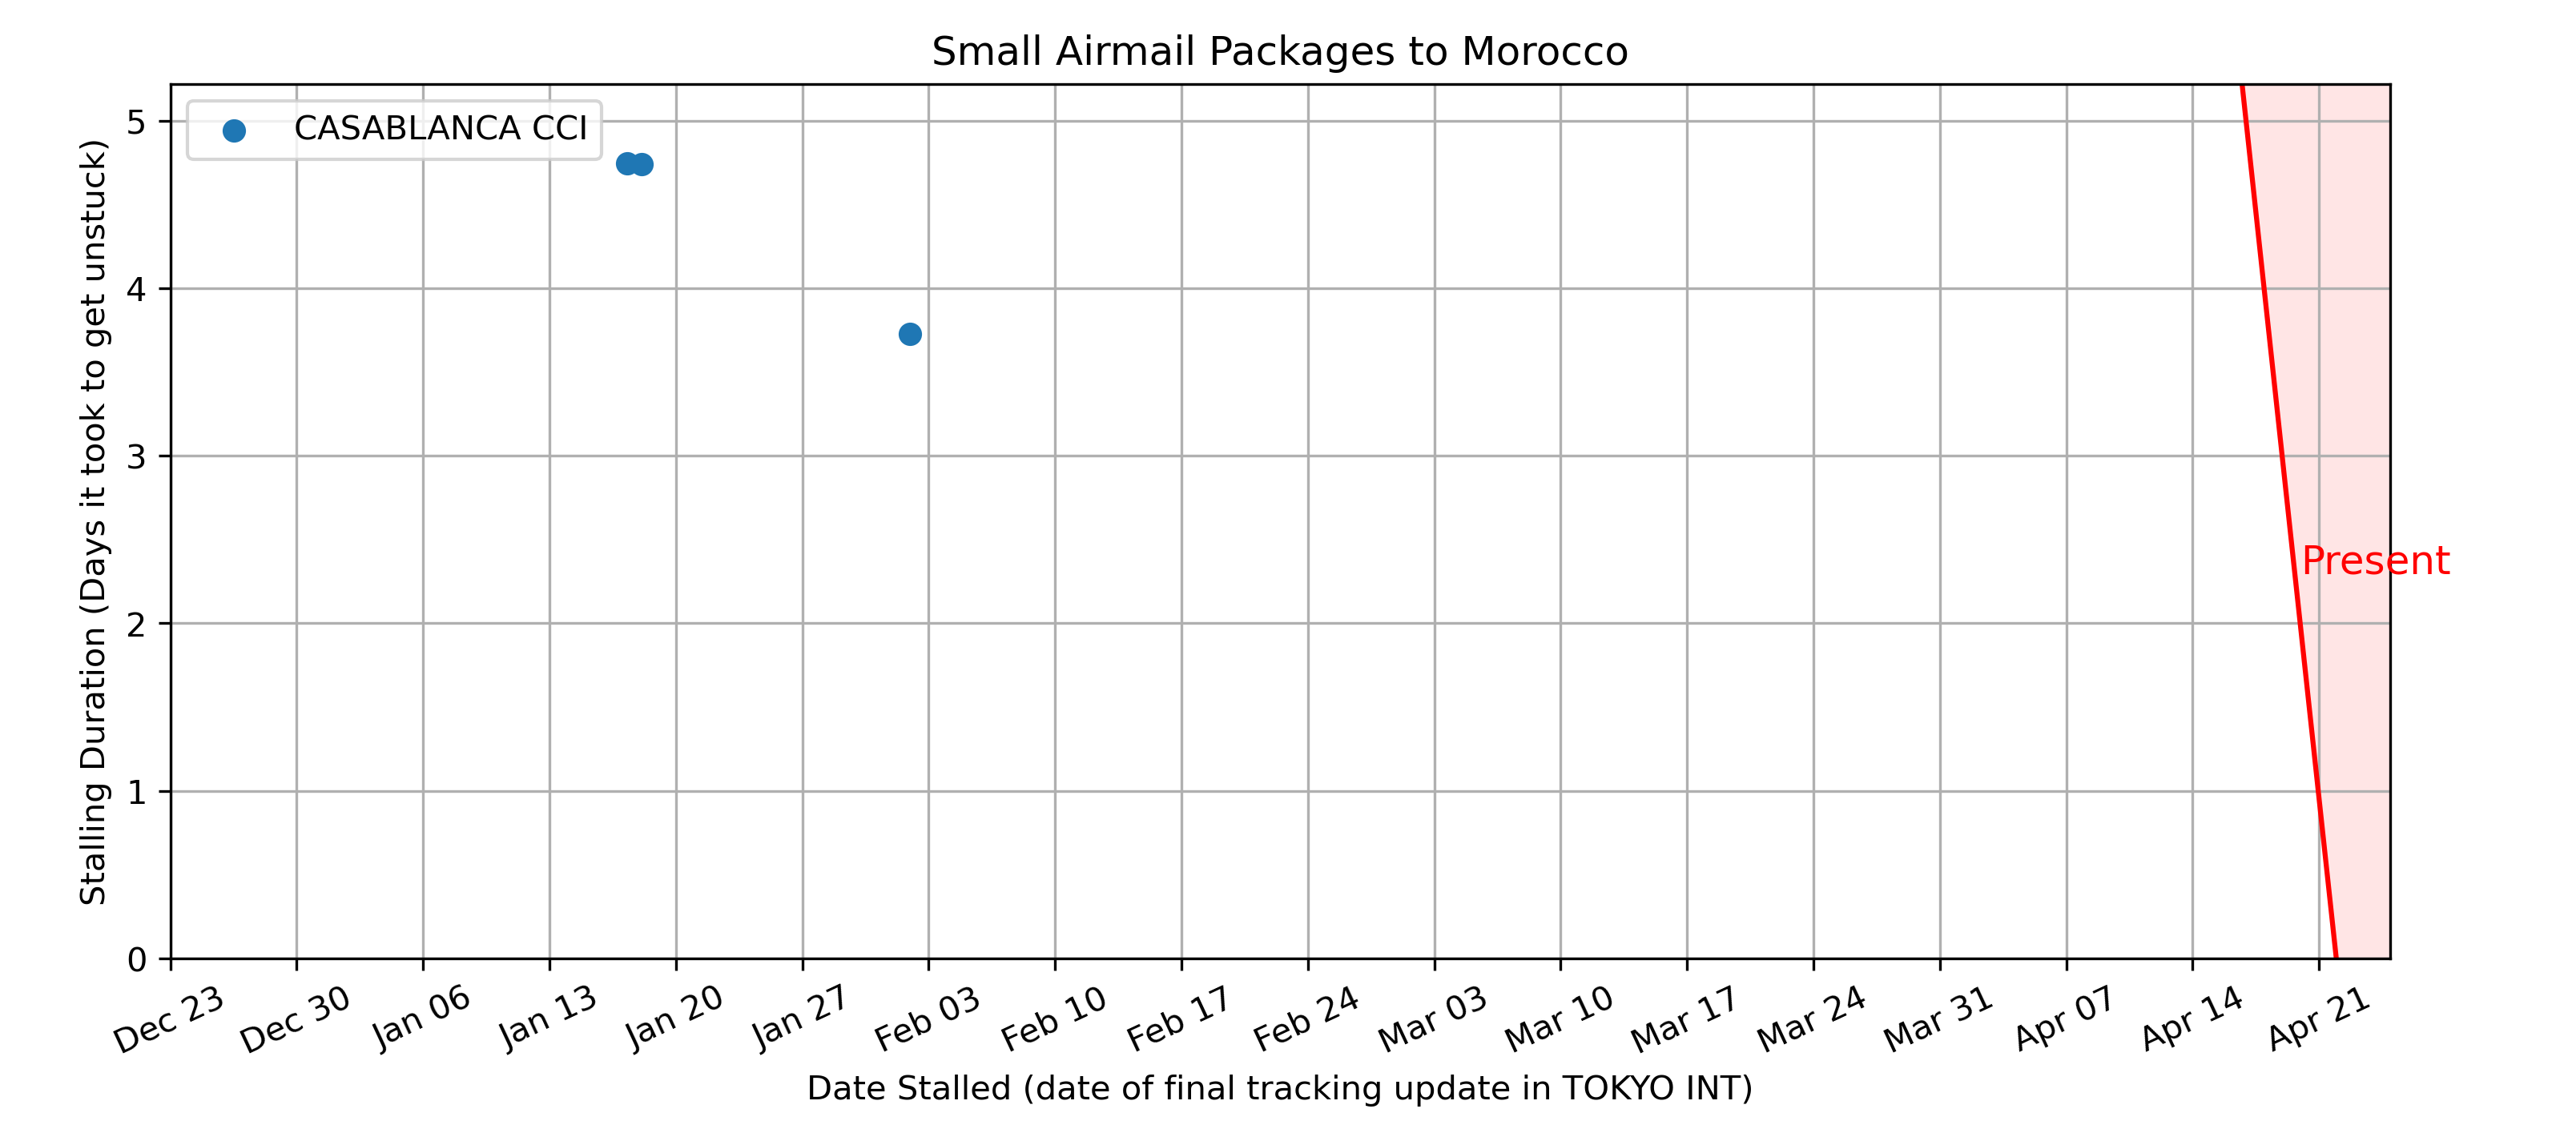 Small Airmail Packages to Morocco
CASABLANCA CCI
Stalling Duration (Days it took to get unstuck)
5
4
3
2
1
0
Present
Dec 23
Dec 30
Jan 06
Jan 13
Jan 20
Jan 27
Feb 03
Feb 10
Feb 17
Feb 24
Mar 03
Mar 10
Mar 17
Mar 24
Mar 31
Apr 07
Apr 14
Apr 21
Date Stalled (date of final tracking update in TOKYO INT)